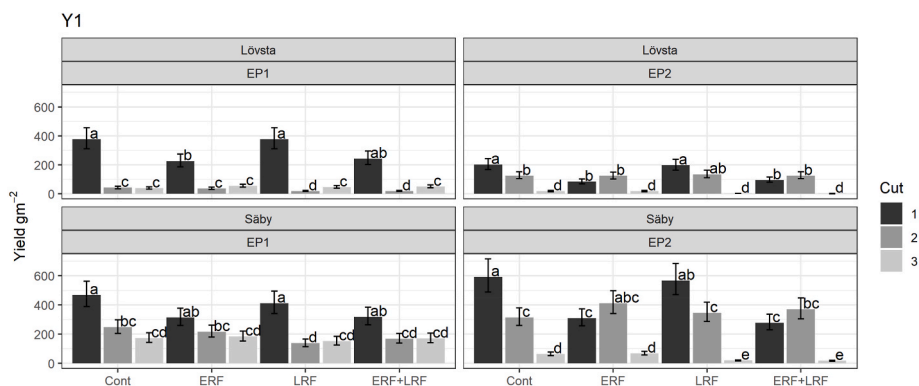 Y1
Lövsta
Lövsta
EP1
EP2
600
400
200
0
a c c b c c a d c ab d c
a b d b b d a ab d b b d
Säby
Säby
EP1
EP2
600
400
200
0
a bc cd ab bc cd a d cd ab cd cd
a c d c abc d a c e c bc e
Cont ERF LRF ERF+LRF
Cont ERF LRF ERF+LRF
Yield gm⁻²
Cut
1
2
3